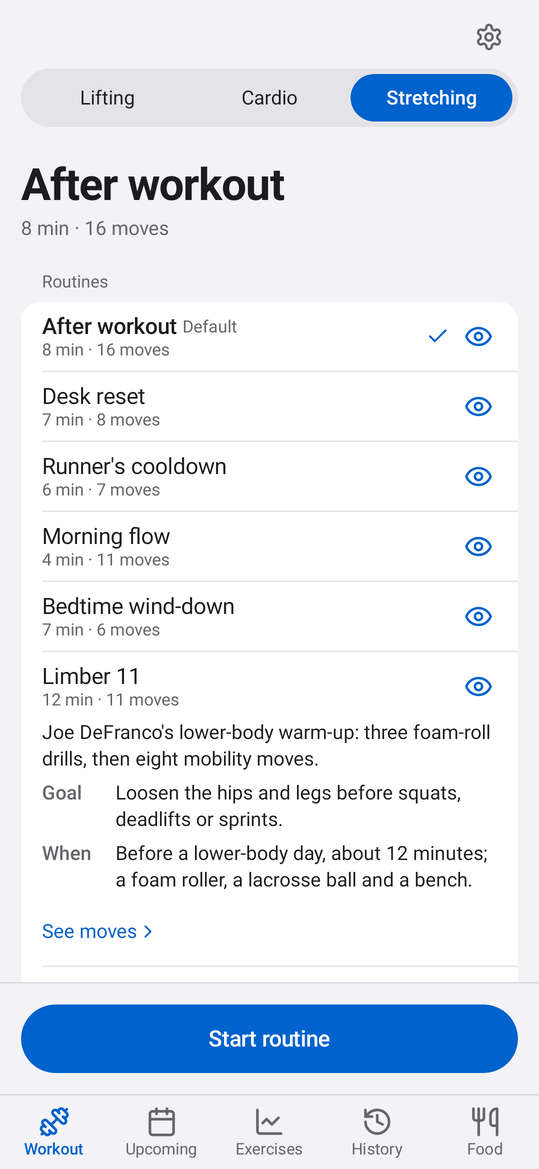 Lifting
Cardio
Stretching
After workout
8 min · 16 moves
Routines
After workout Default
8 min · 16 moves
Desk reset
7 min · 8 moves
Runner's cooldown
6 min · 7 moves
Morning flow
4 min · 11 moves
Bedtime wind-down
7 min · 6 moves
Limber 11
12 min · 11 moves
Joe DeFranco's lower-body warm-up: three foam-roll
drills, then eight mobility moves.
Goal
Loosen the hips and legs before squats,
deadlifts or sprints.
When
Before a lower-body day, about 12 minutes;
a foam roller, a lacrosse ball and a bench.
See moves
Start routine
Workout
Upcoming
Exercises
History
Food